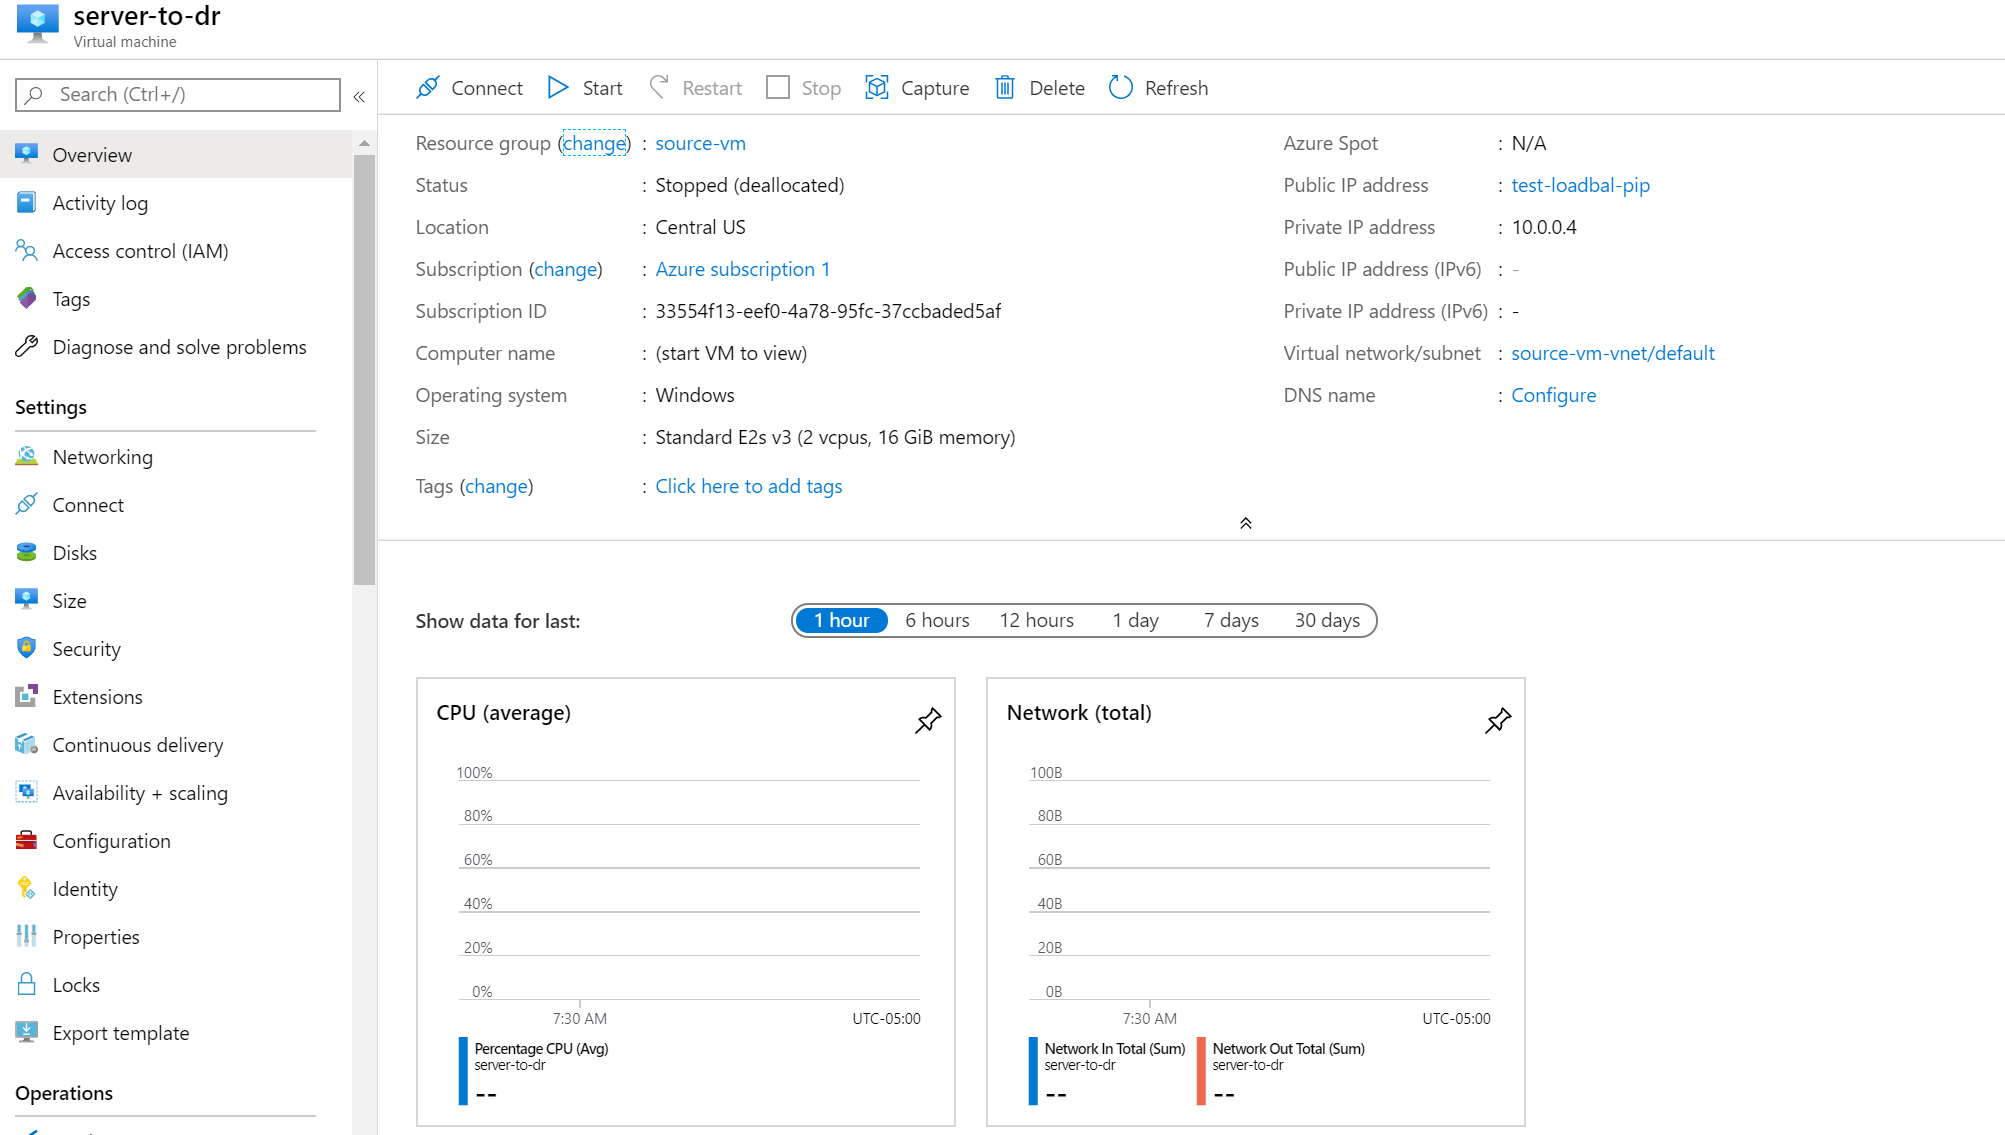 server-to-dr
Virtual machine
Search (Ctrl+/)
«
Overview
Activity log
Access control (IAM)
Tags
Diagnose and solve problems
Settings
Networking
Connect
Disks
Size
Security
Extensions
Continuous delivery
Availability + scaling
Configuration
Identity
Properties
Locks
Export template
Operations
Connect Start Restart Stop Capture Delete Refresh
Resource group (change) : source-vm
Status : Stopped (deallocated)
Location : Central US
Subscription (change) : Azure subscription 1
Subscription ID : 33554f13-eef0-4a78-95fc-37ccbaded5af
Computer name : (start VM to view)
Operating system : Windows
Size : Standard E2s v3 (2 vcpus, 16 GiB memory)
Tags (change) : Click here to add tags
Azure Spot : N/A
Public IP address : test-loadbal-pip
Private IP address : 10.0.0.4
Public IP address (IPv6) : -
Private IP address (IPv6) : -
Virtual network/subnet : source-vm-vnet/default
DNS name : Configure
Show data for last: 1 hour 6 hours 12 hours 1 day 7 days 30 days
CPU (average)
100%
80%
60%
40%
20%
0%
7:30 AM UTC-05:00
Percentage CPU (Avg)
server-to-dr
--
Network (total)
100B
80B
60B
40B
20B
0B
7:30 AM UTC-05:00
Network In Total (Sum) Network Out Total (Sum)
server-to-dr server-to-dr
-- --